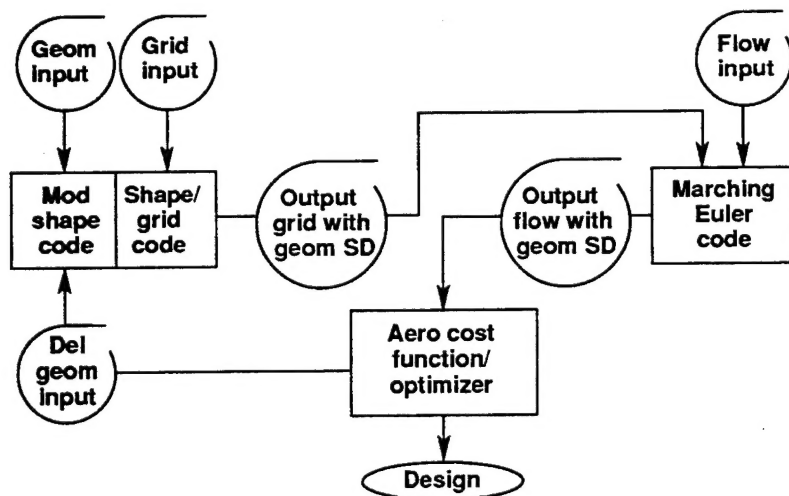 Geom
input
Grid
input
Flow
input
Mod
shape
code
Shape/
grid
code
Output
grid with
geom SD
Output
flow with
geom SD
Marching
Euler
code
Del
geom
input
Aero cost
function/
optimizer
Design